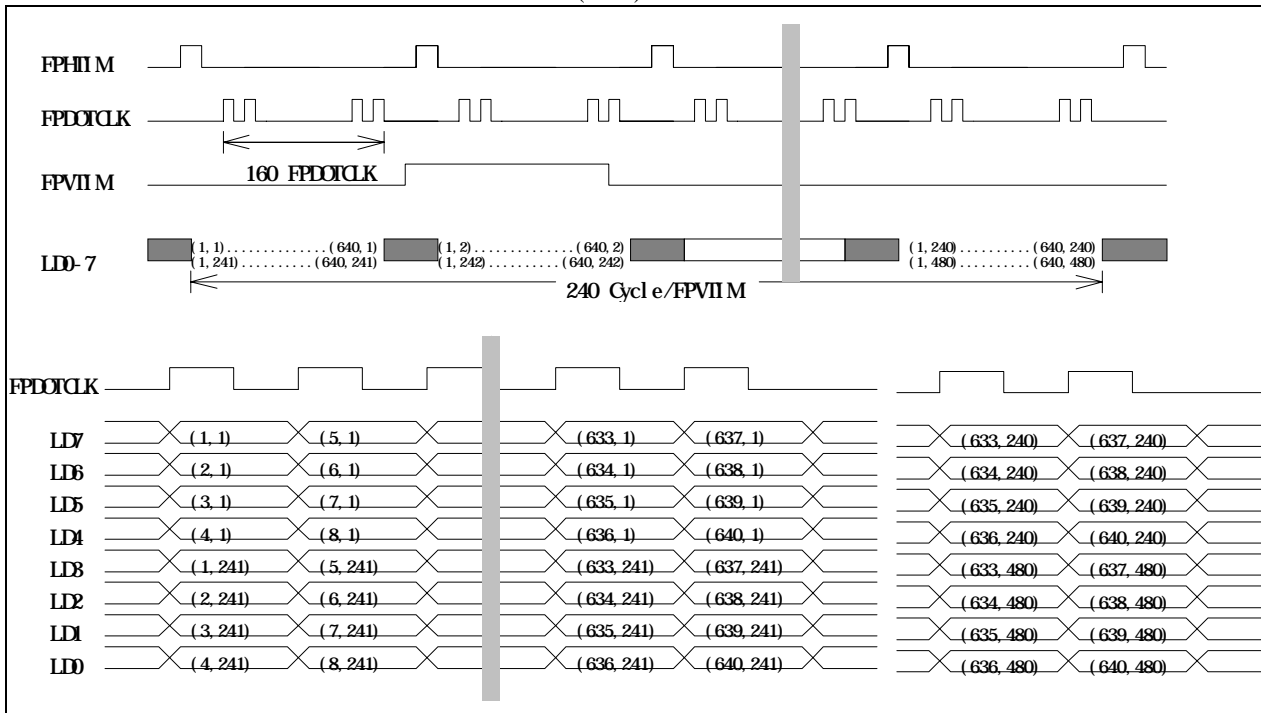 FPHTIM
FPDOTCLK
160 FPDOTCLK
FPVTIM
(1, 1). . . . . . . . . . . . . . (640, 1) (1, 2). . . . . . . . . . . . . . (640, 2) (1, 240) . . . . . . . . . . . . (640, 240)
LD0-7
(1, 241). . . . . . . . . . (640, 241) (1, 242). . . . . . . . . . (640, 242) (1, 480). . . . . . . . . . . (640, 480)
240 Cycle/FPVTIM
FPDOTCLK
LD7 (1, 1) (5, 1) (633, 1) (637, 1) (633, 240) (637, 240)
LD6 (2, 1) (6, 1) (634, 1) (638, 1) (634, 240) (638, 240)
LD5 (3, 1) (7, 1) (635, 1) (639, 1) (635, 240) (639, 240)
LD4 (4, 1) (8, 1) (636, 1) (640, 1) (636, 240) (640, 240)
LD3 (1, 241) (5, 241) (633, 241) (637, 241) (633, 480) (637, 480)
LD2 (2, 241) (6, 241) (634, 241) (638, 241) (634, 480) (638, 480)
LD1 (3, 241) (7, 241) (635, 241) (639, 241) (635, 480) (639, 480)
LD0 (4, 241) (8, 241) (636, 241) (640, 241) (636, 480) (640, 480)